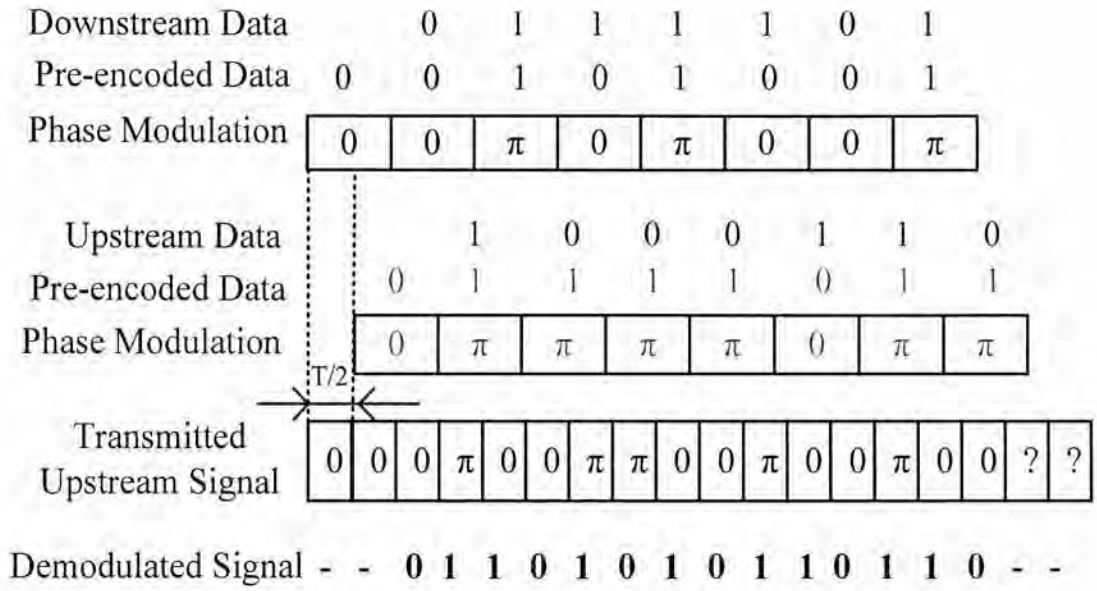 Downstream Data 0 1 1 1 1 0 1
Pre-encoded Data 0 0 1 0 1 0 0 1
Phase Modulation 0 0 π 0 π 0 0 π
Upstream Data 1 0 0 0 1 1 0
Pre-encoded Data 0 1 1 1 1 0 1 1
Phase Modulation 0 π π π π 0 π π
T/2
Transmitted
Upstream Signal 0 0 0 π 0 0 π π 0 0 π 0 0 π 0 0 ? ?
Demodulated Signal - - 0 1 1 0 1 0 1 0 1 1 0 1 1 0 - -